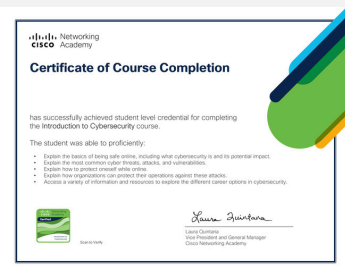 Networking
CISCO Academy
Certificate of Course Completion
has successfully achieved student level credential for completing
the Introduction to Cybersecurity course.
The student was able to proficiently:
• Explain the basics of being safe online, including what cybersecurity is and its potential impact.
• Explain the most common cyber threats, attacks, and vulnerabilities.
• Explain how to protect oneself while online.
• Explain how organizations can protect their operations against these attacks.
• Access a variety of information and resources to explore the different career options in cybersecurity.
Laura Quintana
Scan to Verify
Laura Quintana
Vice President and General Manager
Cisco Networking Academy